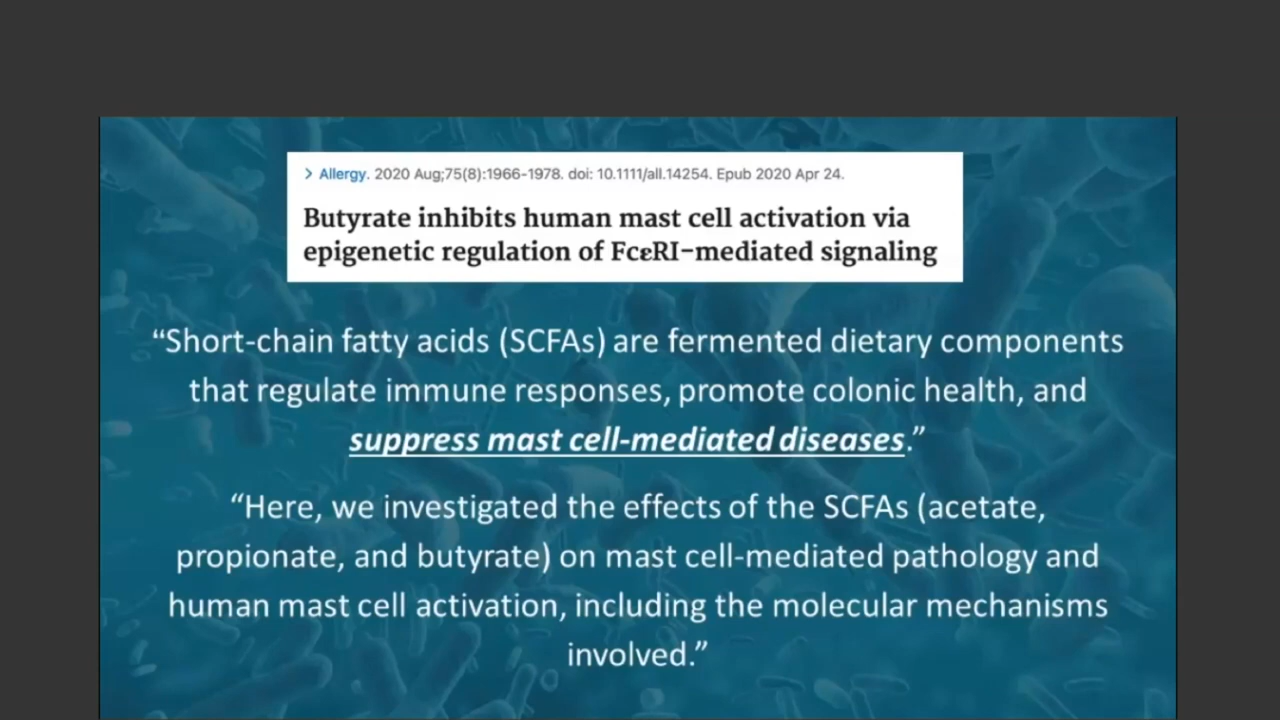 > Allergy. 2020 Aug;75(8):1966-1978. doi: 10.1111/all.14254. Epub 2020 Apr 24.
Butyrate inhibits human mast cell activation via
epigenetic regulation of FcεRI-mediated signaling
“Short-chain fatty acids (SCFAs) are fermented dietary components
that regulate immune responses, promote colonic health, and
suppress mast cell-mediated diseases.”
“Here, we investigated the effects of the SCFAs (acetate,
propionate, and butyrate) on mast cell-mediated pathology and
human mast cell activation, including the molecular mechanisms
involved.”